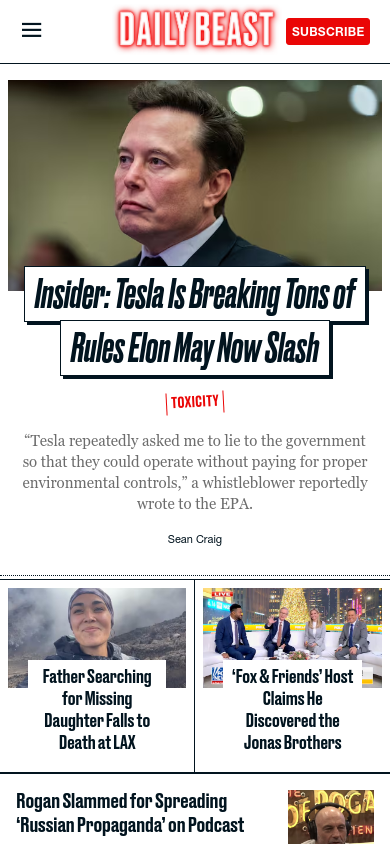 DAILY BEAST
SUBSCRIBE
Insider: Tesla Is Breaking Tons of
Rules Elon May Now Slash
TOXICITY
“Tesla repeatedly asked me to lie to the government
so that they could operate without paying for proper
environmental controls,” a whistleblower reportedly
wrote to the EPA.
Sean Craig
Father Searching
for Missing
Daughter Falls to
Death at LAX
LIVE
‘Fox & Friends’ Host
Claims He
Discovered the
Jonas Brothers
Rogan Slammed for Spreading
‘Russian Propaganda’ on Podcast